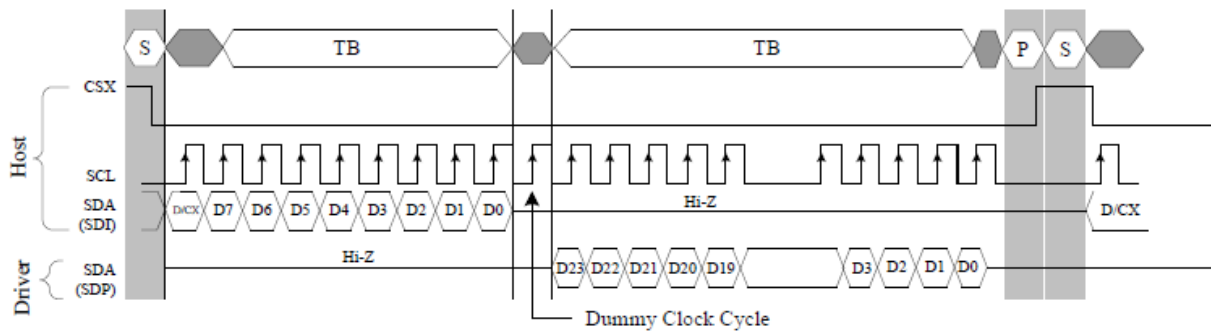 S TB TB P S
CSX
Host
SCL
SDA D/CX D7 D6 D5 D4 D3 D2 D1 D0 Hi-Z D/CX
(SDI)
Hi-Z
Driver
SDA D23 D22 D21 D20 D19 D3 D2 D1 D0
(SDP)
Dummy Clock Cycle